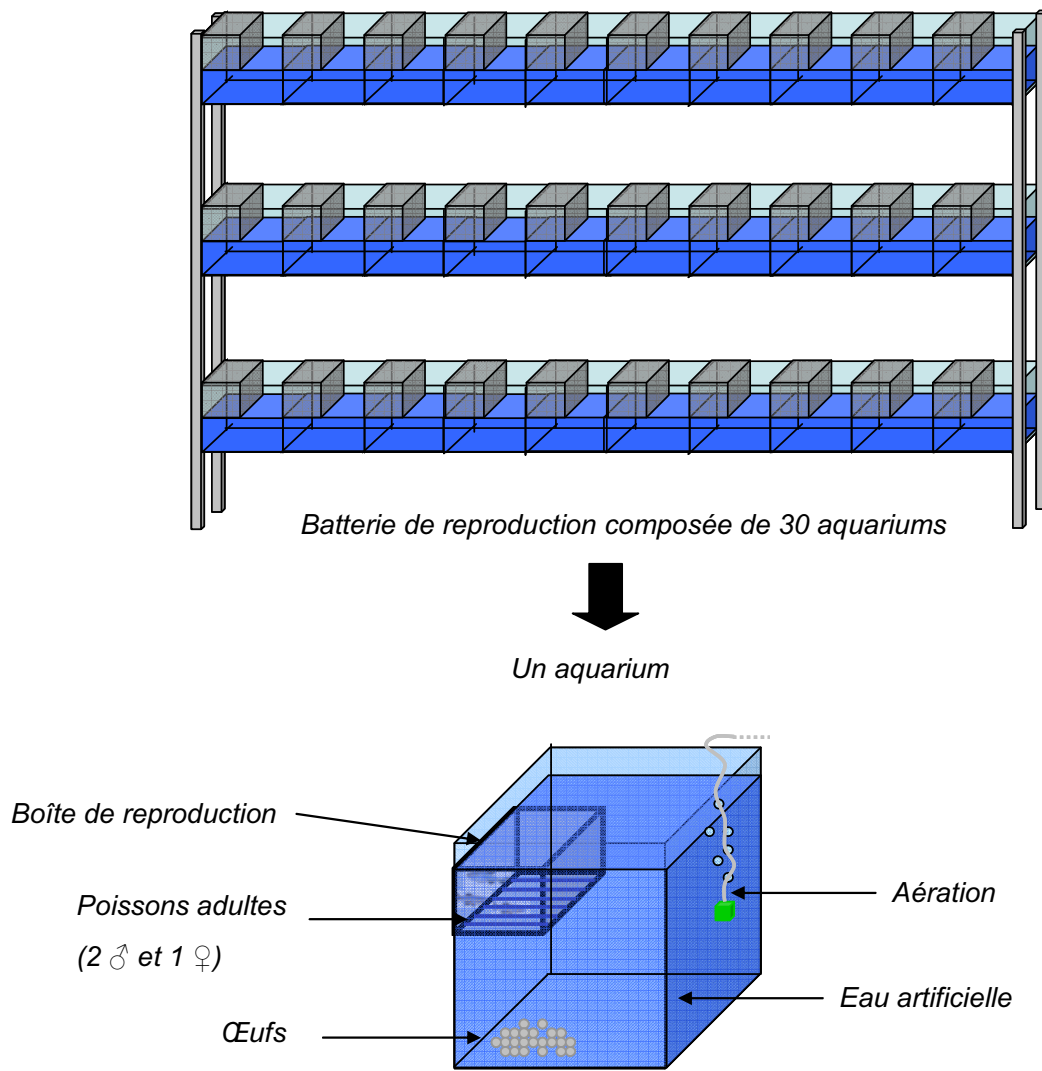 Batterie de reproduction composée de 30 aquariums
Un aquarium
Boîte de reproduction
Poissons adultes
(2 ♂ et 1 ♀)
Aération
Eau artificielle
Œufs